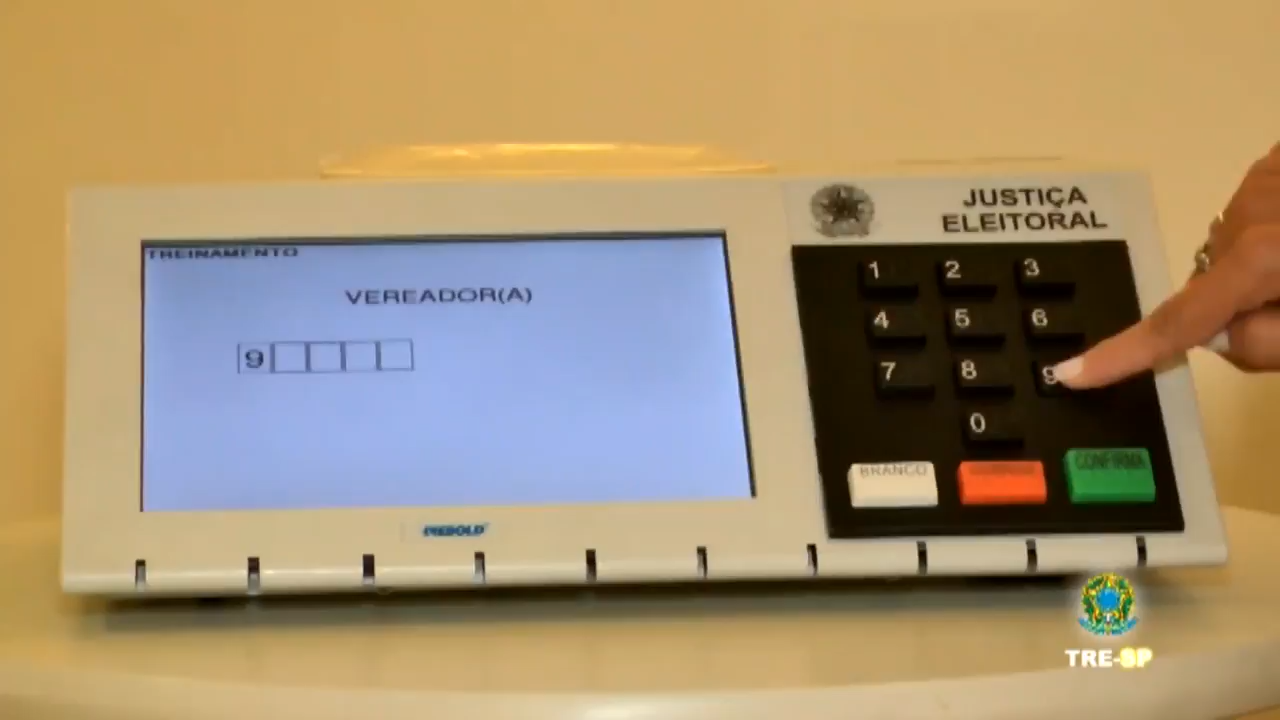 JUSTIÇA
ELEITORAL
TREINAMENTO
VEREADOR(A)
9
1 2 3
4 5 6
7 8 9
0
BRANCO CONFIRMA
DIEBOLD
TRE-SP